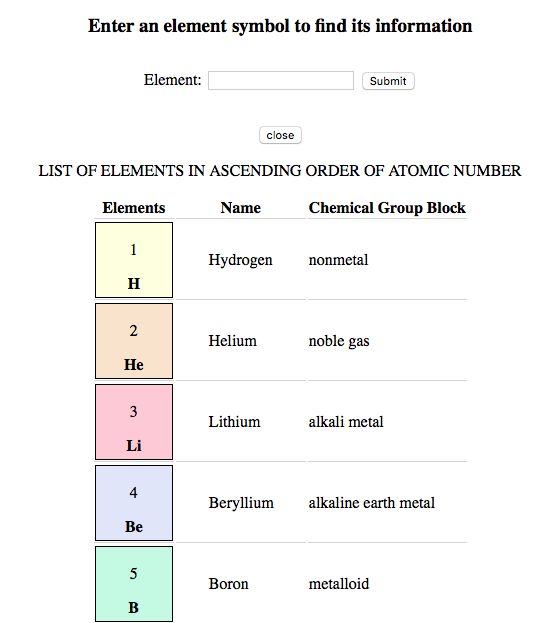 Enter an element symbol to find its information
Element: Submit
close
LIST OF ELEMENTS IN ASCENDING ORDER OF ATOMIC NUMBER
Elements Name Chemical Group Block
1
H Hydrogen nonmetal
2
He Helium noble gas
3
Li Lithium alkali metal
4
Be Beryllium alkaline earth metal
5
B Boron metalloid